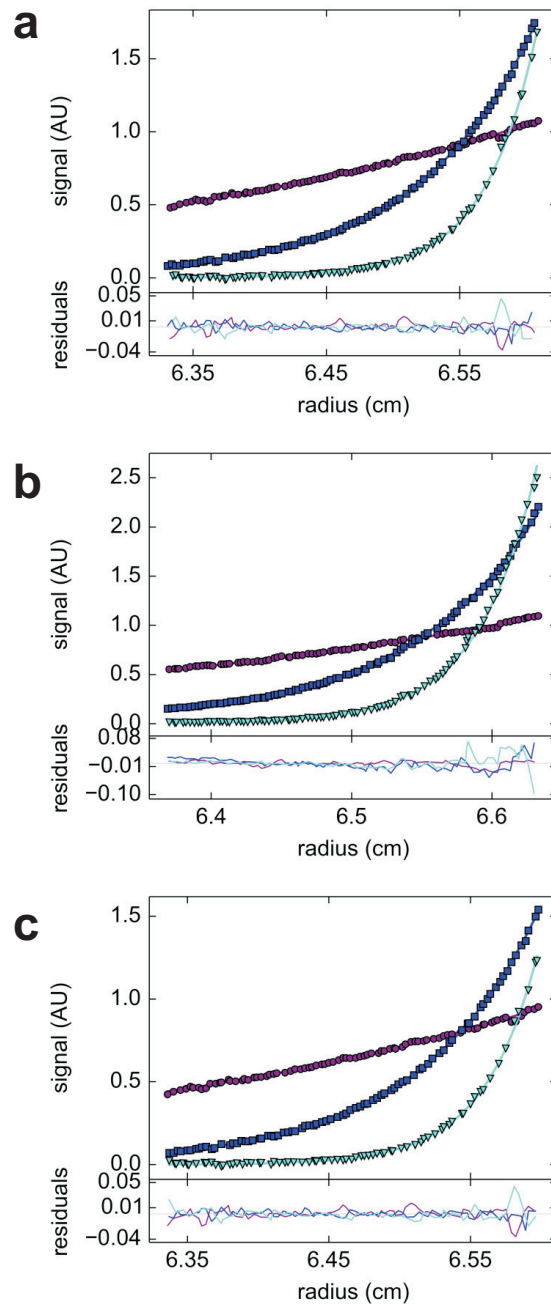 a
signal (AU)
1.5
1.0
0.5
0.0
residuals
0.05
0.01
−0.04
6.35 6.45 6.55
radius (cm)
b
signal (AU)
2.5
2.0
1.5
1.0
0.5
0.0
residuals
0.08
−0.01
−0.10
6.4 6.5 6.6
radius (cm)
c
signal (AU)
1.5
1.0
0.5
0.0
residuals
0.05
0.01
−0.04
6.35 6.45 6.55
radius (cm)